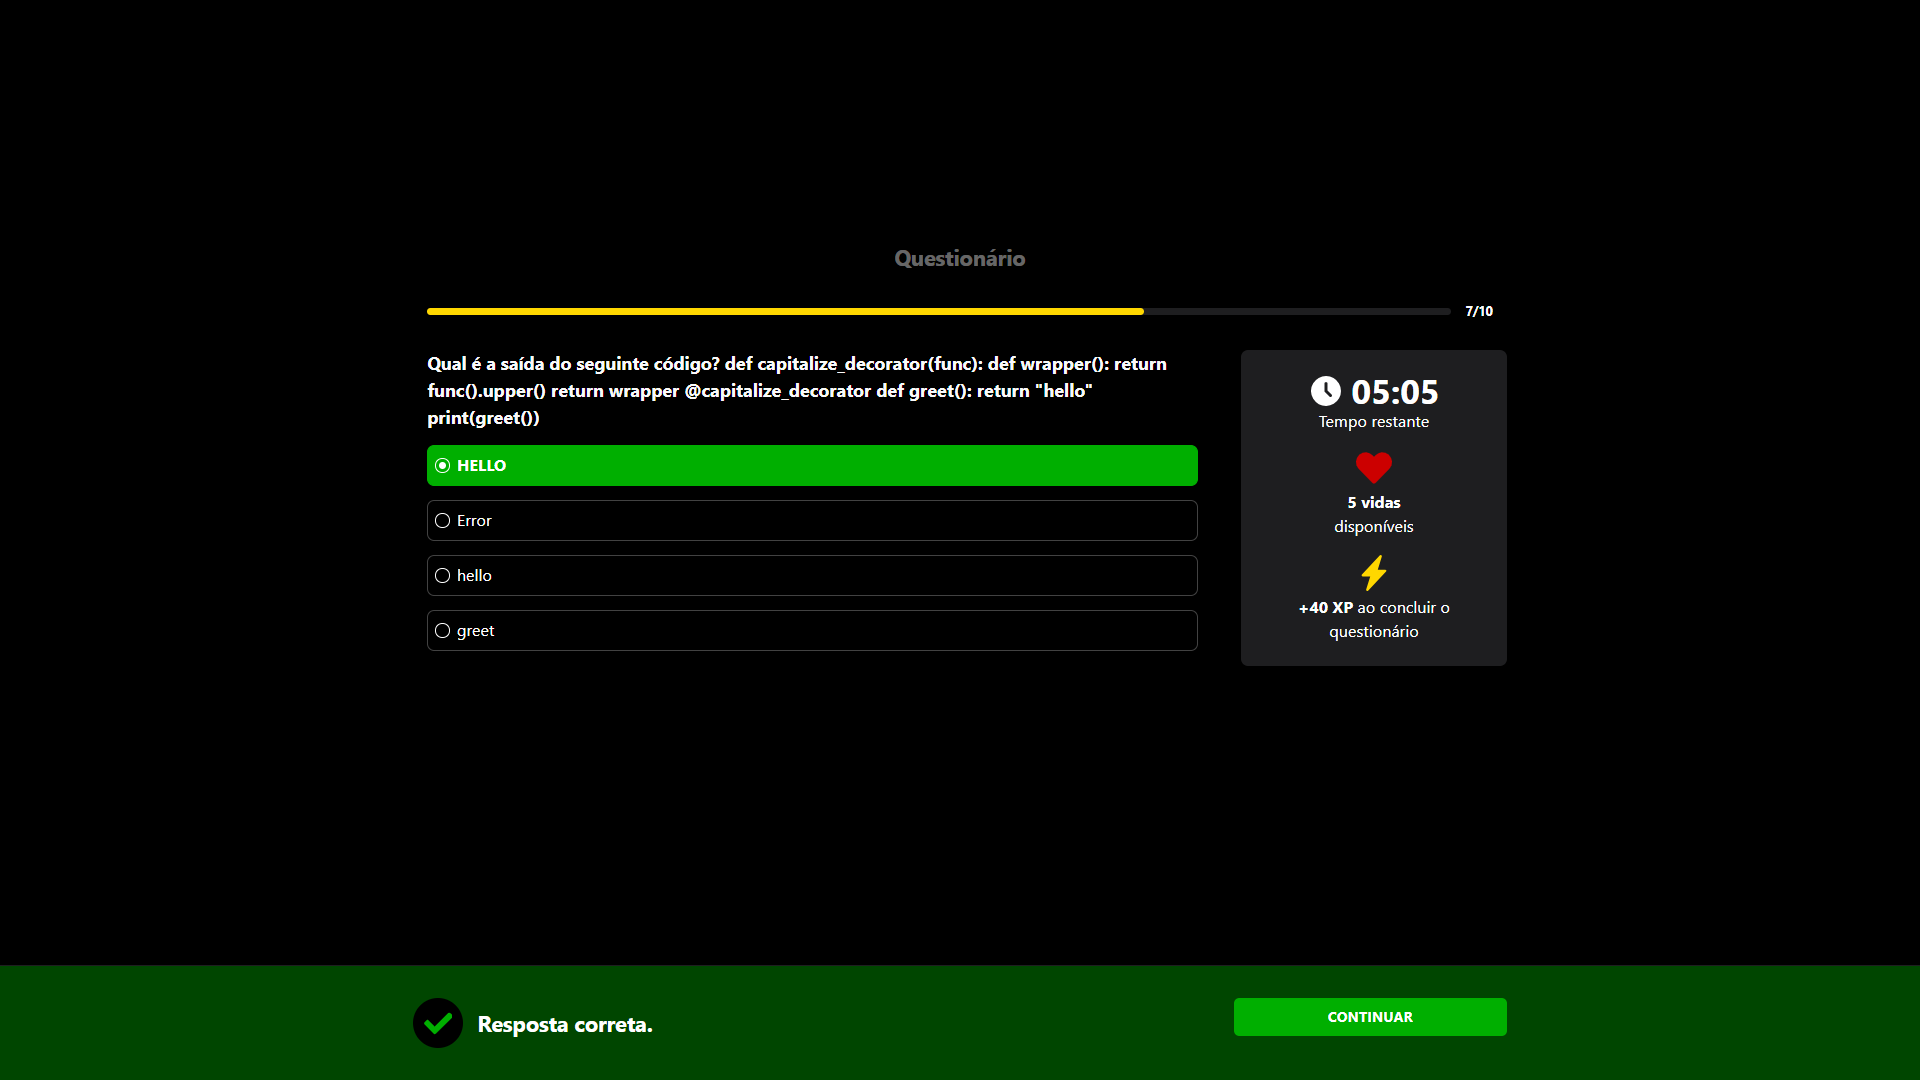 Questionário
7/10
Qual é a saída do seguinte código? def capitalize_decorator(func): def wrapper(): return
func().upper() return wrapper @capitalize_decorator def greet(): return "hello"
print(greet())
HELLO
Error
hello
greet
05:05
Tempo restante
5 vidas
disponíveis
+40 XP ao concluir o
questionário
Resposta correta.
CONTINUAR